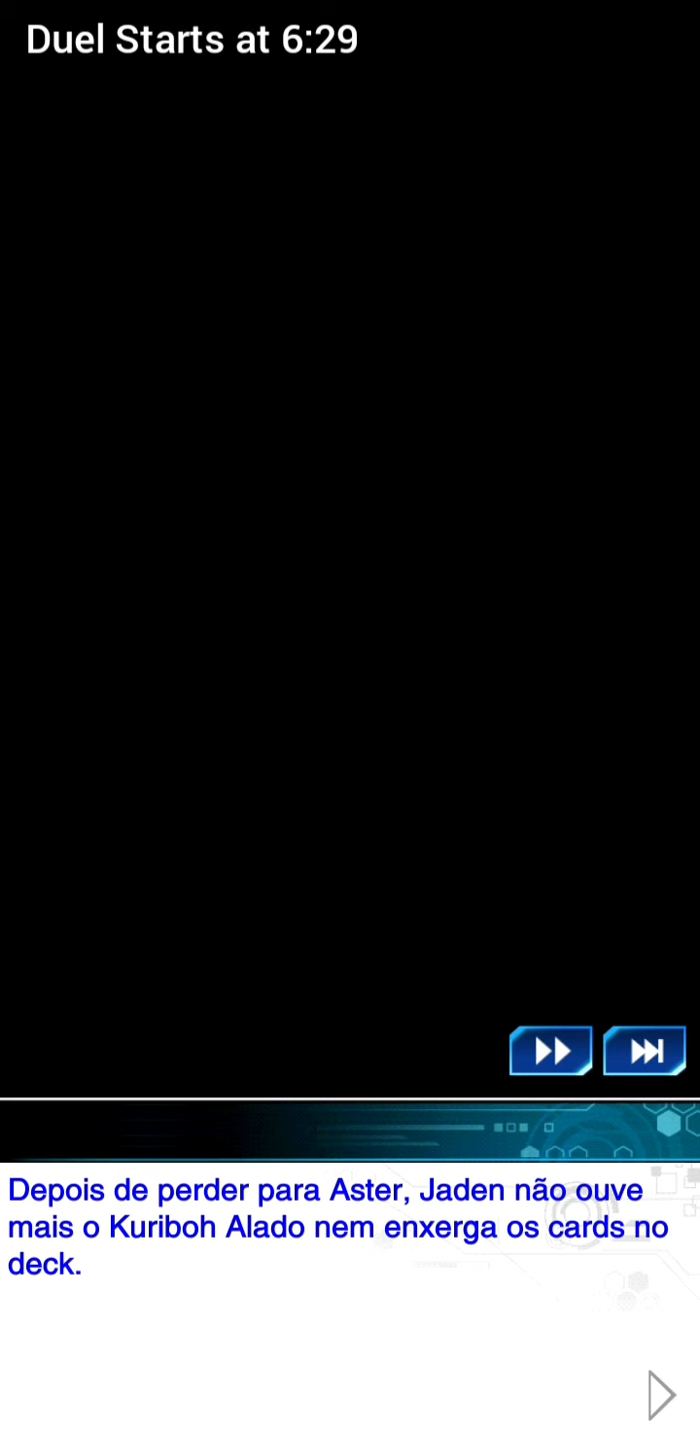 Duel Starts at 6:29
Depois de perder para Aster, Jaden não ouve
mais o Kuriboh Alado nem enxerga os cards no
deck.